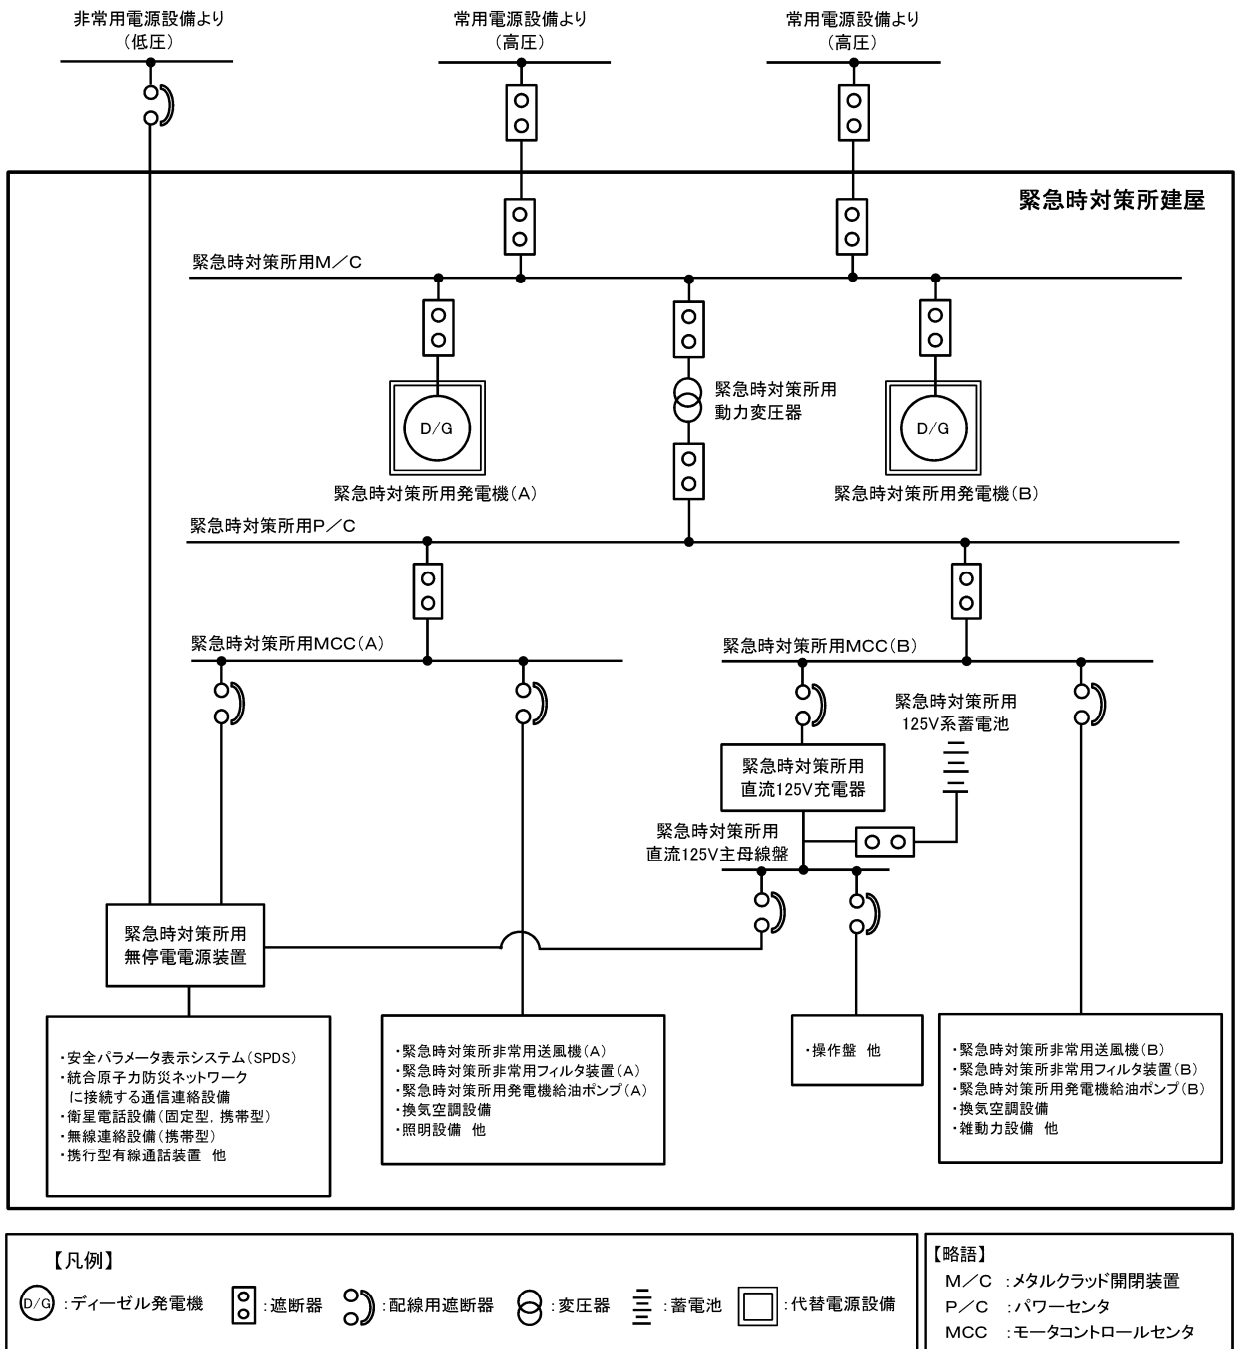 非常用電源設備より
（低圧）
常用電源設備より
（高圧）
常用電源設備より
（高圧）
緊急時対策所建屋
緊急時対策所用M／C
緊急時対策所用
動力変圧器
D/G
D/G
緊急時対策所用発電機（A）
緊急時対策所用発電機（B）
緊急時対策所用P／C
緊急時対策所用MCC（A）
緊急時対策所用MCC（B）
緊急時対策所用
125V系蓄電池
緊急時対策所用
直流125V充電器
緊急時対策所用
直流125V主母線盤
緊急時対策所用
無停電電源装置
・安全パラメータ表示システム（SPDS）
・統合原子力防災ネットワーク
に接続する通信連絡設備
・衛星電話設備（固定型，携帯型）
・無線連絡設備（携帯型）
・携行型有線通話装置　他
・緊急時対策所非常用送風機（A）
・緊急時対策所非常用フィルタ装置（A）
・緊急時対策所用発電機給油ポンプ（A）
・換気空調設備
・照明設備　他
・操作盤　他
・緊急時対策所非常用送風機（B）
・緊急時対策所非常用フィルタ装置（B）
・緊急時対策所用発電機給油ポンプ（B）
・換気空調設備
・雑動力設備　他
【凡例】
D/G ：ディーゼル発電機
：遮断器
：配線用遮断器
：変圧器
：蓄電池
：代替電源設備
【略語】
M／C ：メタルクラッド開閉装置
P／C ：パワーセンタ
MCC ：モータコントロールセンタ